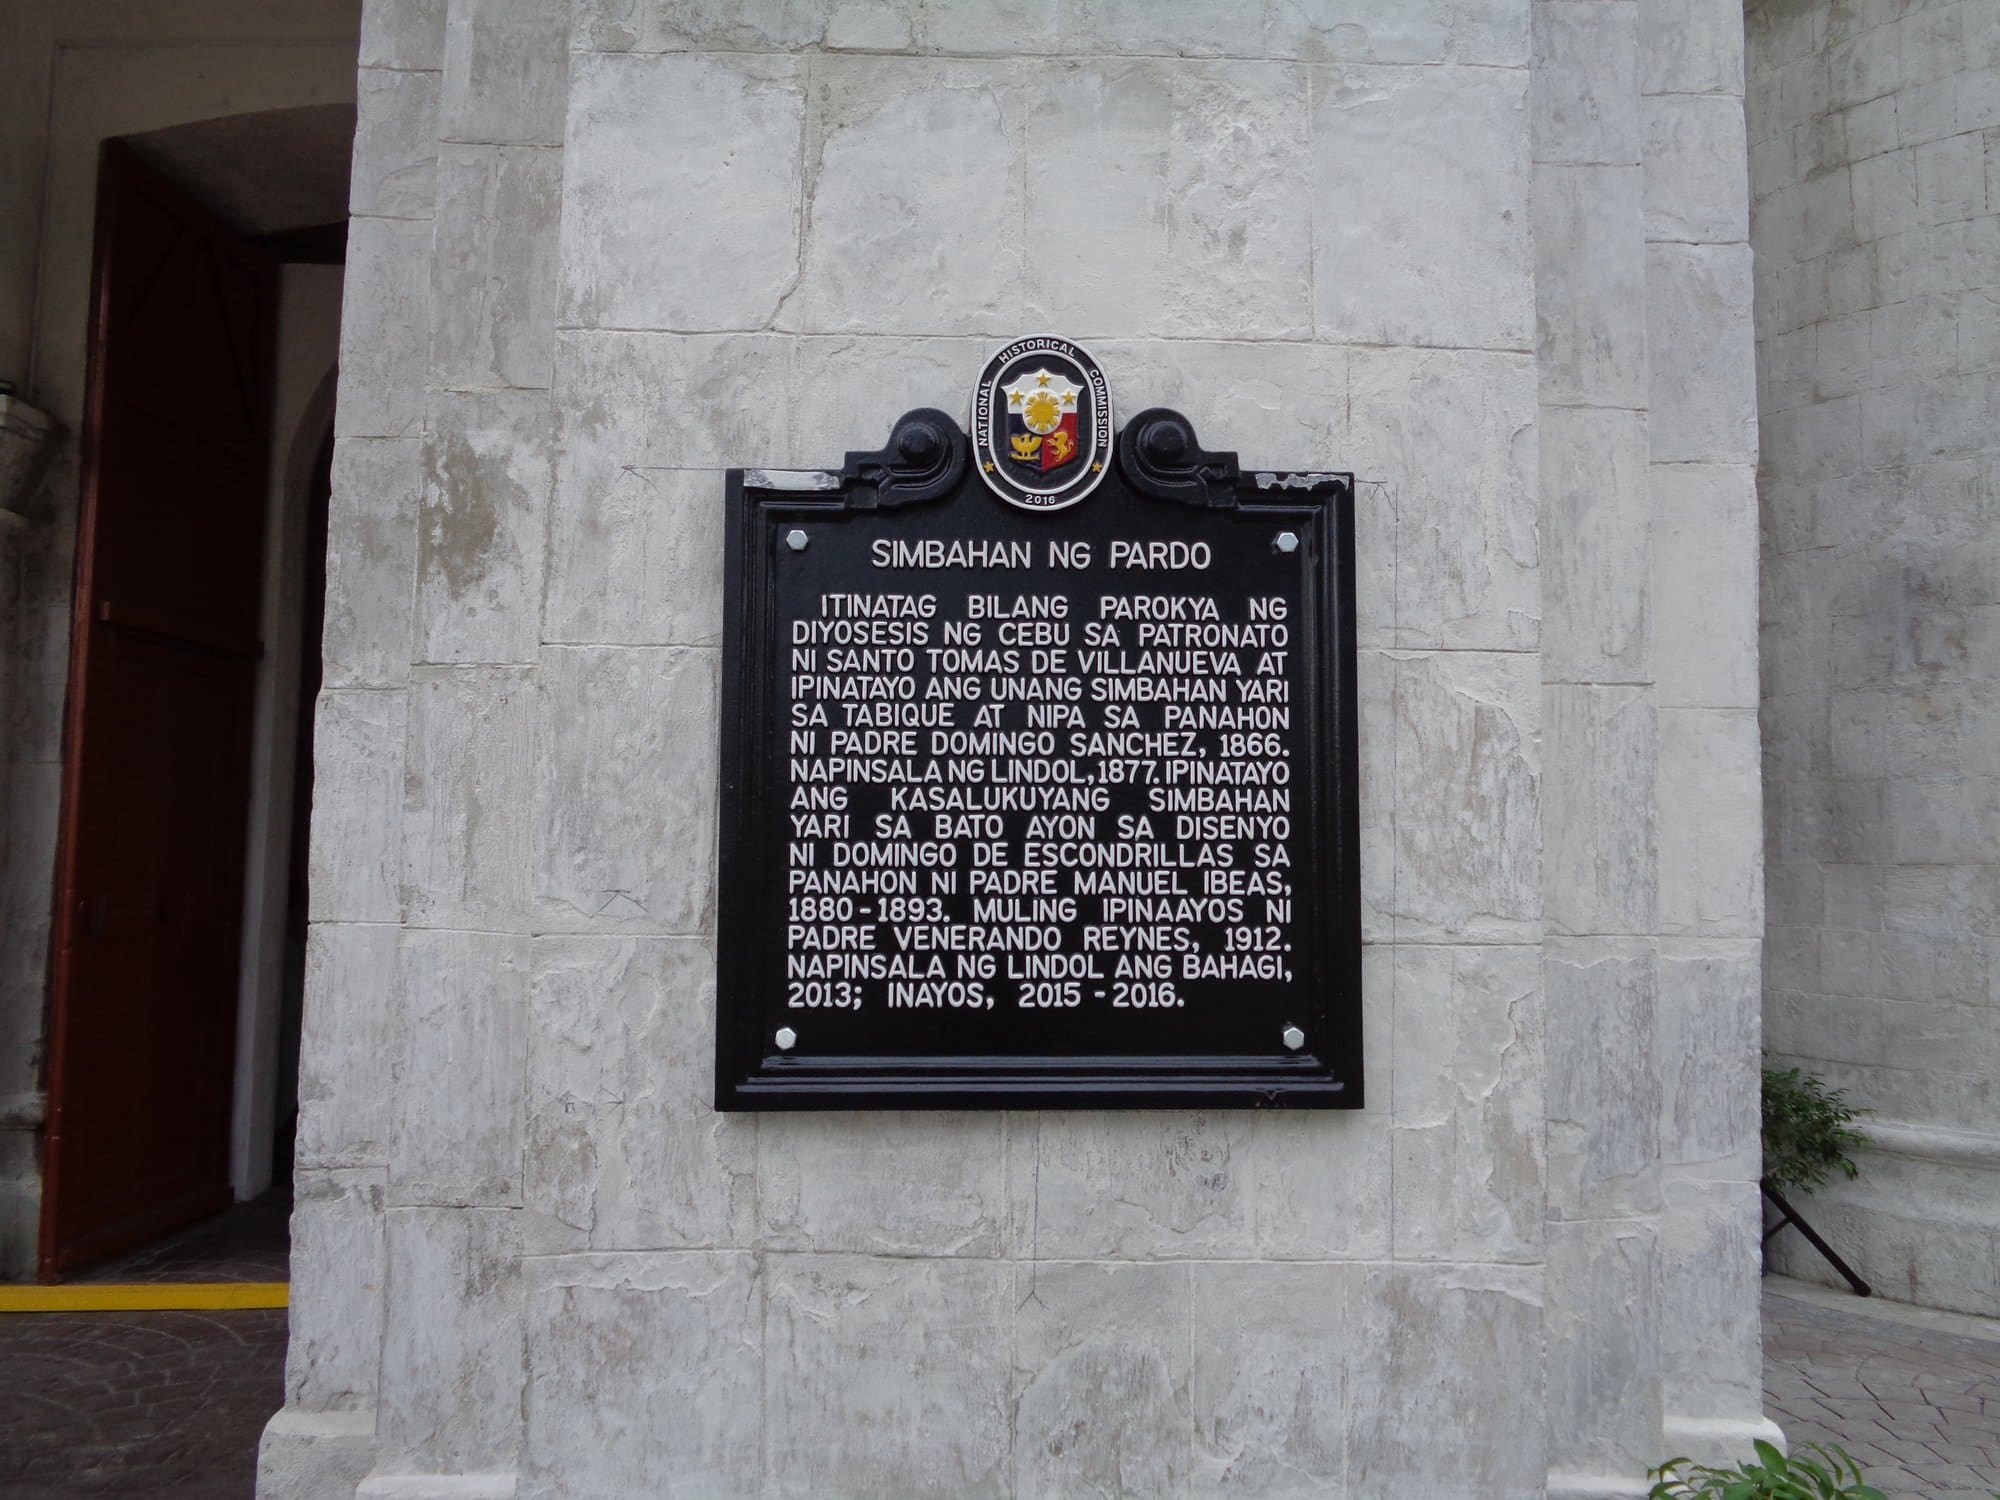 NATIONAL HISTORICAL COMMISSION
2016
SIMBAHAN NG PARDO
ITINATAG BILANG PAROKYA NG
DIYOSESIS NG CEBU SA PATRONATO
NI SANTO TOMAS DE VILLANUEVA AT
IPINATAYO ANG UNANG SIMBAHAN YARI
SA TABIQUE AT NIPA SA PANAHON
NI PADRE DOMINGO SANCHEZ, 1866.
NAPINSALA NG LINDOL, 1877. IPINATAYO
ANG KASALUKUYANG SIMBAHAN
YARI SA BATO AYON SA DISENYO
NI DOMINGO DE ESCONDRILLAS SA
PANAHON NI PADRE MANUEL IBEAS,
1880-1893. MULING IPINAAYOS NI
PADRE VENERANDO REYNES, 1912.
NAPINSALA NG LINDOL ANG BAHAGI,
2013; INAYOS, 2015-2016.